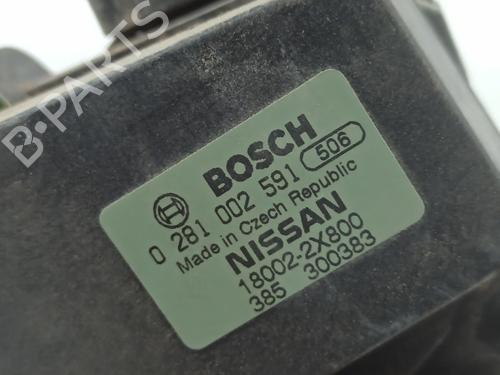 B-PARTS
BOSCH
0 281 002 591 506
Made in Czech Republic
NISSAN
18002-2X800
385 300383